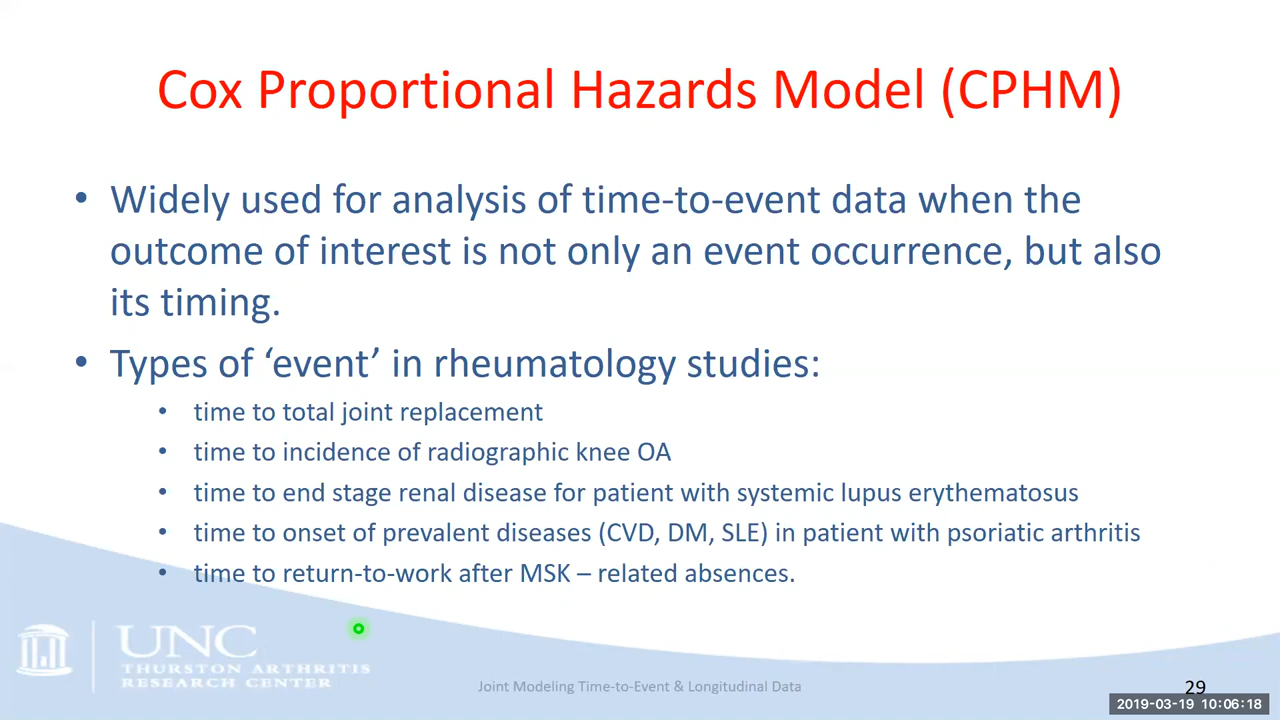 Cox Proportional Hazards Model (CPHM)
• Widely used for analysis of time-to-event data when the
outcome of interest is not only an event occurrence, but also
its timing.
• Types of ‘event’ in rheumatology studies:
• time to total joint replacement
• time to incidence of radiographic knee OA
• time to end stage renal disease for patient with systemic lupus erythematosus
• time to onset of prevalent diseases (CVD, DM, SLE) in patient with psoriatic arthritis
• time to return-to-work after MSK – related absences.
UNC
THURSTON ARTHRITIS
RESEARCH CENTER
Joint Modeling Time-to-Event & Longitudinal Data
29
2019-03-19 10:06:18